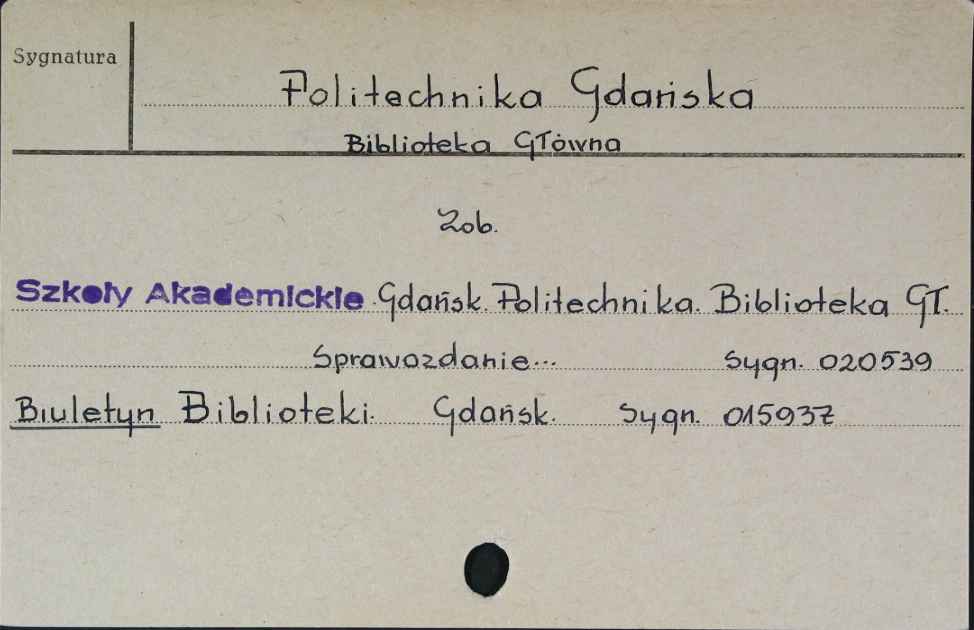 Sygnatura
Politechnika Gdańska
Biblioteka Główna
Zob.
Szkoły Akademickie. Gdańsk. Politechnika. Biblioteka Gł.
Sprawozdanie... Sygn. 020539
Biuletyn Biblioteki. Gdańsk. Sygn. 015937